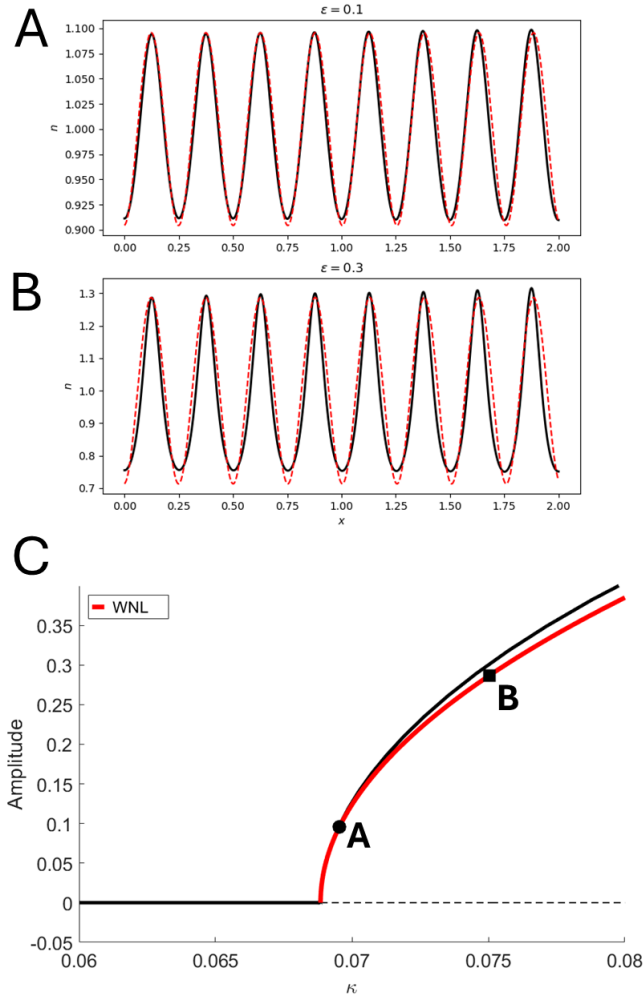 A
ε = 0.1
1.100
1.075
1.050
1.025
1.000
0.975
0.950
0.925
0.900
n
0.00 0.25 0.50 0.75 1.00 1.25 1.50 1.75 2.00
B
ε = 0.3
1.3
1.2
1.1
1.0
0.9
0.8
0.7
n
0.00 0.25 0.50 0.75 1.00 1.25 1.50 1.75 2.00
x
C
WNL
0.35
0.3
0.25
0.2
0.15
0.1
0.05
0
-0.05
Amplitude
B
A
0.06 0.065 0.07 0.075 0.08
κ